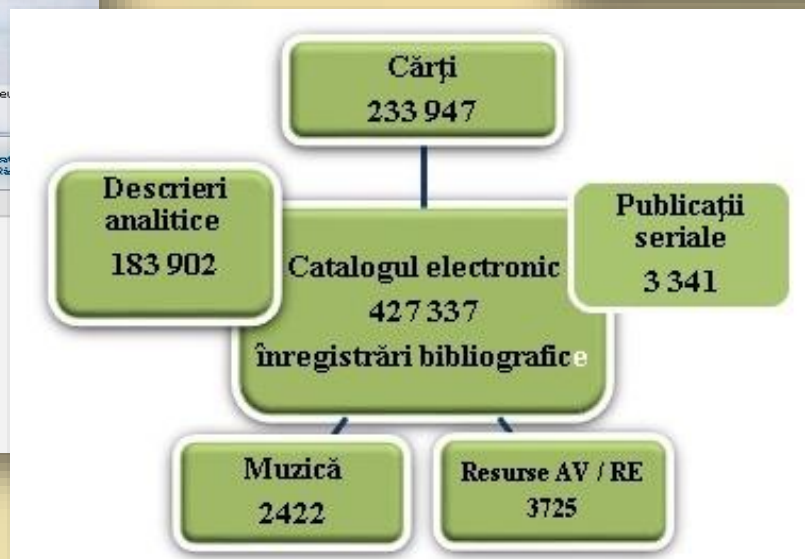 Cărți
233 947
Descrieri
analitice
183 902
Publicații
seriale
3 341
Catalogul electronic
427 337
înregistrări bibliografice
Muzică
2422
Resurse AV / RE
3725